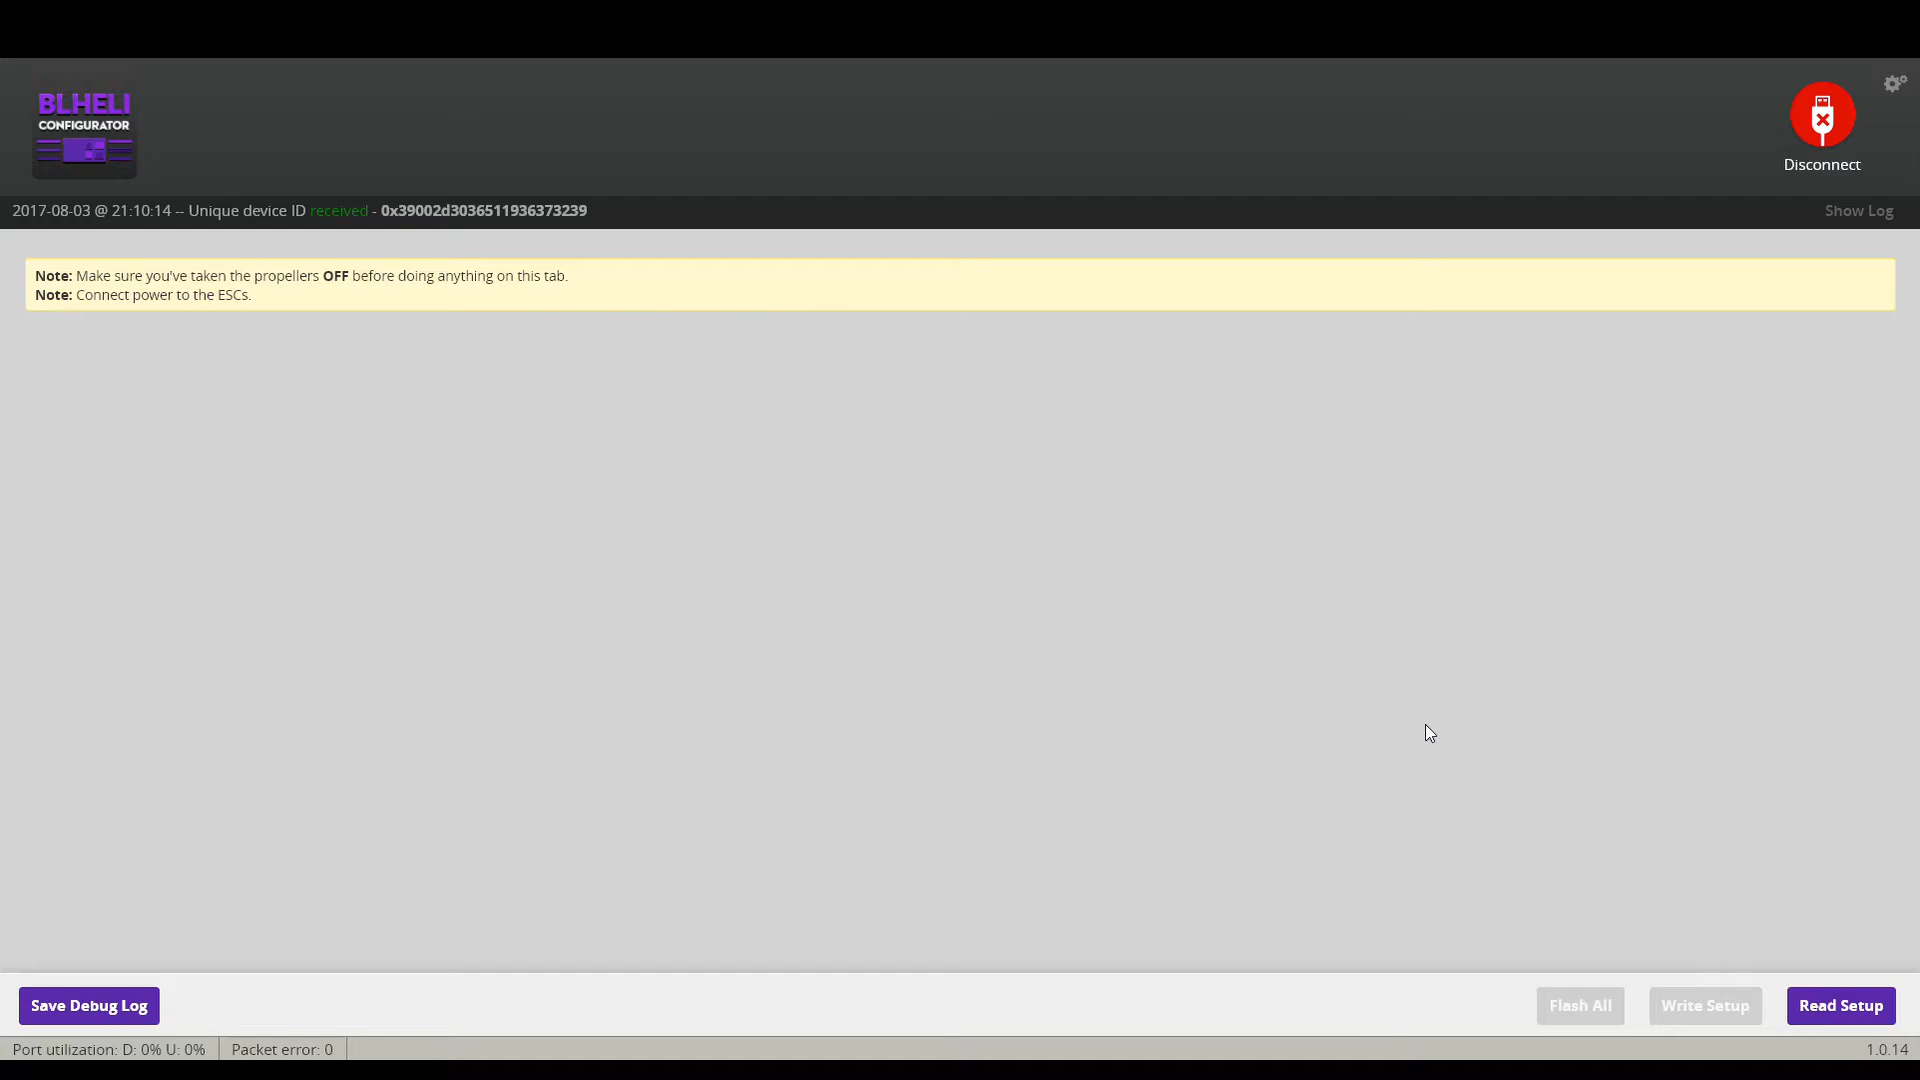 BLHELI
CONFIGURATOR
Disconnect
2017-08-03 @ 21:10:14 -- Unique device ID received - 0x39002d3036511936373239
Show Log
Note: Make sure you've taken the propellers OFF before doing anything on this tab.
Note: Connect power to the ESCs.
Save Debug Log
Flash All
Write Setup
Read Setup
Port utilization: D: 0% U: 0%
Packet error: 0
1.0.14